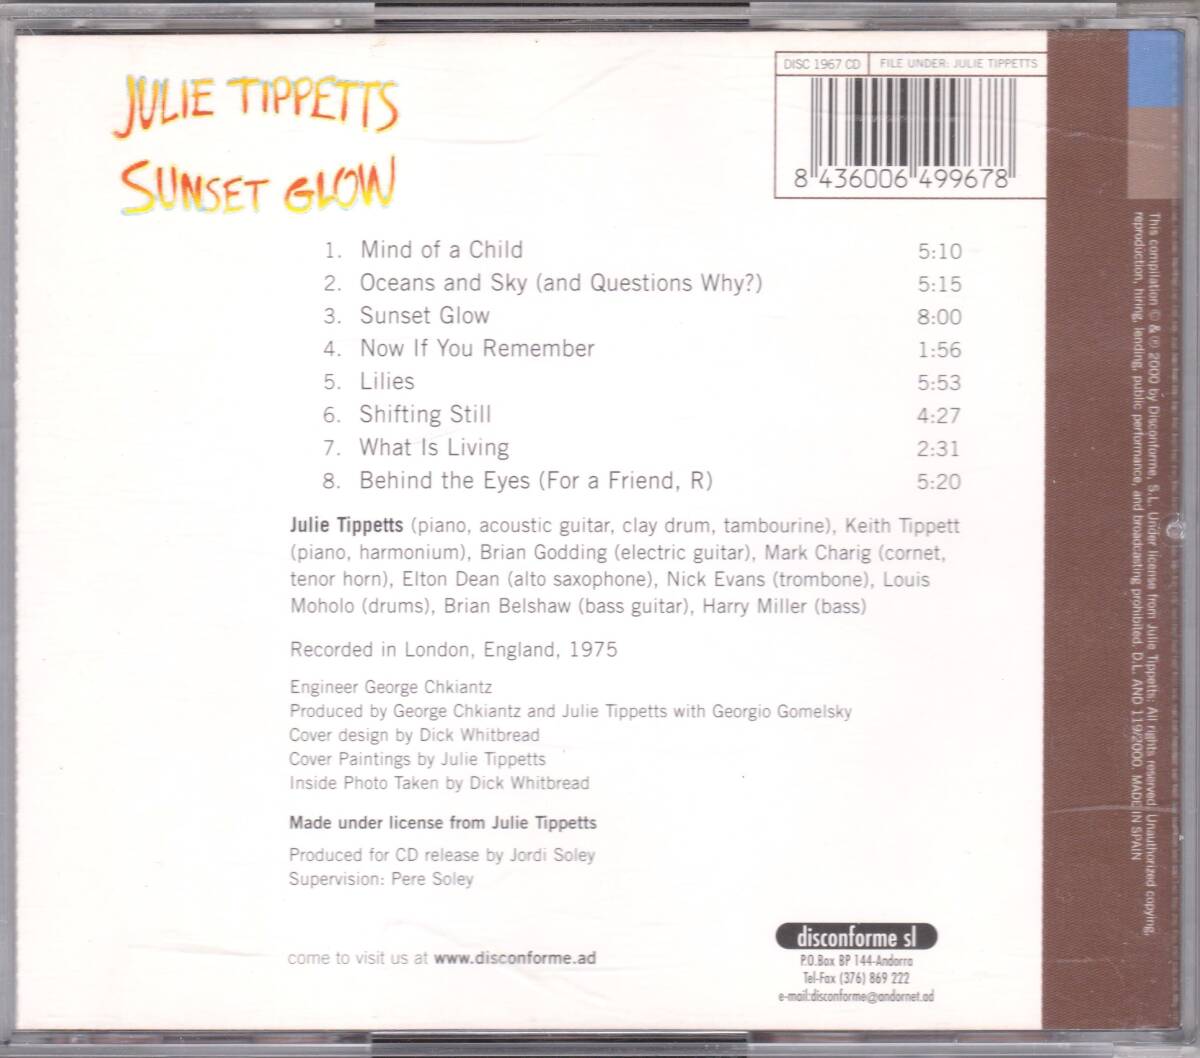 JULIE TIPPETTS
SUNSET GLOW
DISC 1967 CD
FILE UNDER: JULIE TIPPETTS
8 436006 499678
1. Mind of a Child 5:10
2. Oceans and Sky (and Questions Why?) 5:15
3. Sunset Glow 8:00
4. Now If You Remember 1:56
5. Lilies 5:53
6. Shifting Still 4:27
7. What Is Living 2:31
8. Behind the Eyes (For a Friend, R) 5:20
Julie Tippetts (piano, acoustic guitar, clay drum, tambourine), Keith Tippett
(piano, harmonium), Brian Godding (electric guitar), Mark Charig (cornet,
tenor horn), Elton Dean (alto saxophone), Nick Evans (trombone), Louis
Moholo (drums), Brian Belshaw (bass guitar), Harry Miller (bass)
Recorded in London, England, 1975
Engineer George Chkiantz
Produced by George Chkiantz and Julie Tippetts with Georgio Gomelsky
Cover design by Dick Whitbread
Cover Paintings by Julie Tippetts
Inside Photo Taken by Dick Whitbread
Made under license from Julie Tippetts
Produced for CD release by Jordi Soley
Supervision: Pere Soley
come to visit us at www.disconforme.ad
disconforme sl
P.O.Box BP 144-Andorra
Tel-Fax (376) 869 222
e-mail:disconforme@andornet.ad
This compilation © & ℗ 2000 by Disconforme, S.L. Under license from Julie Tippetts. All rights reserved. Unauthorized copying,
reproduction, hiring, lending, public performance, and broadcasting prohibited. D.L. AND 119/2000. MADE IN SPAIN